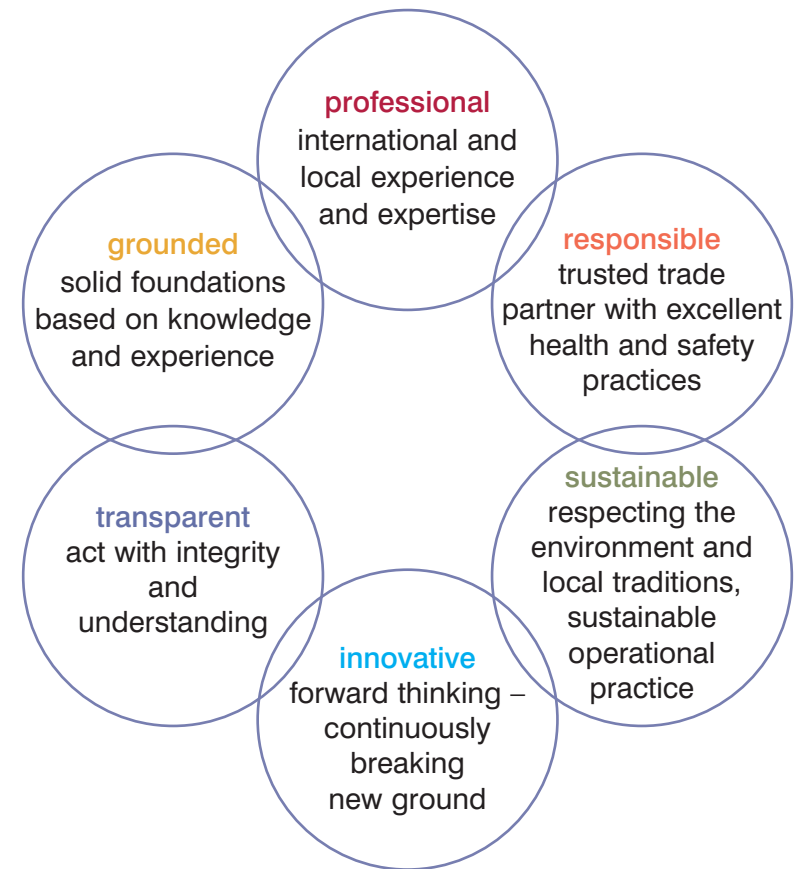 professional
international and
local experience
and expertise
responsible
trusted trade
partner with excellent
health and safety
practices
sustainable
respecting the
environment and
local traditions,
sustainable
operational
practice
innovative
forward thinking –
continuously
breaking
new ground
transparent
act with integrity
and
understanding
grounded
solid foundations
based on knowledge
and experience